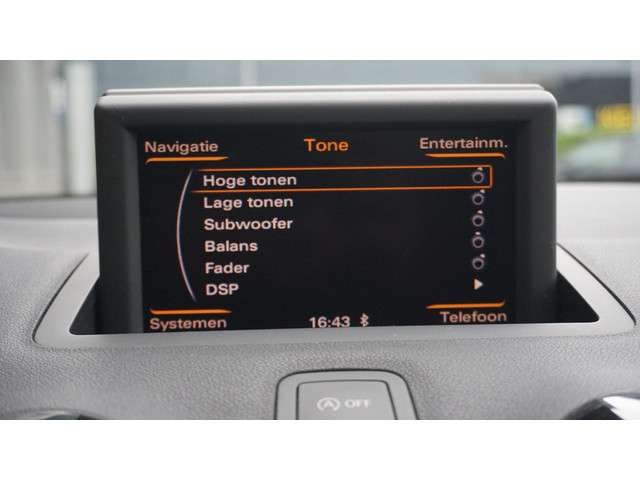 Navigatie Tone Entertainm.
Hoge tonen
Lage tonen
Subwoofer
Balans
Fader
DSP
Systemen 16:43 Telefoon
A OFF